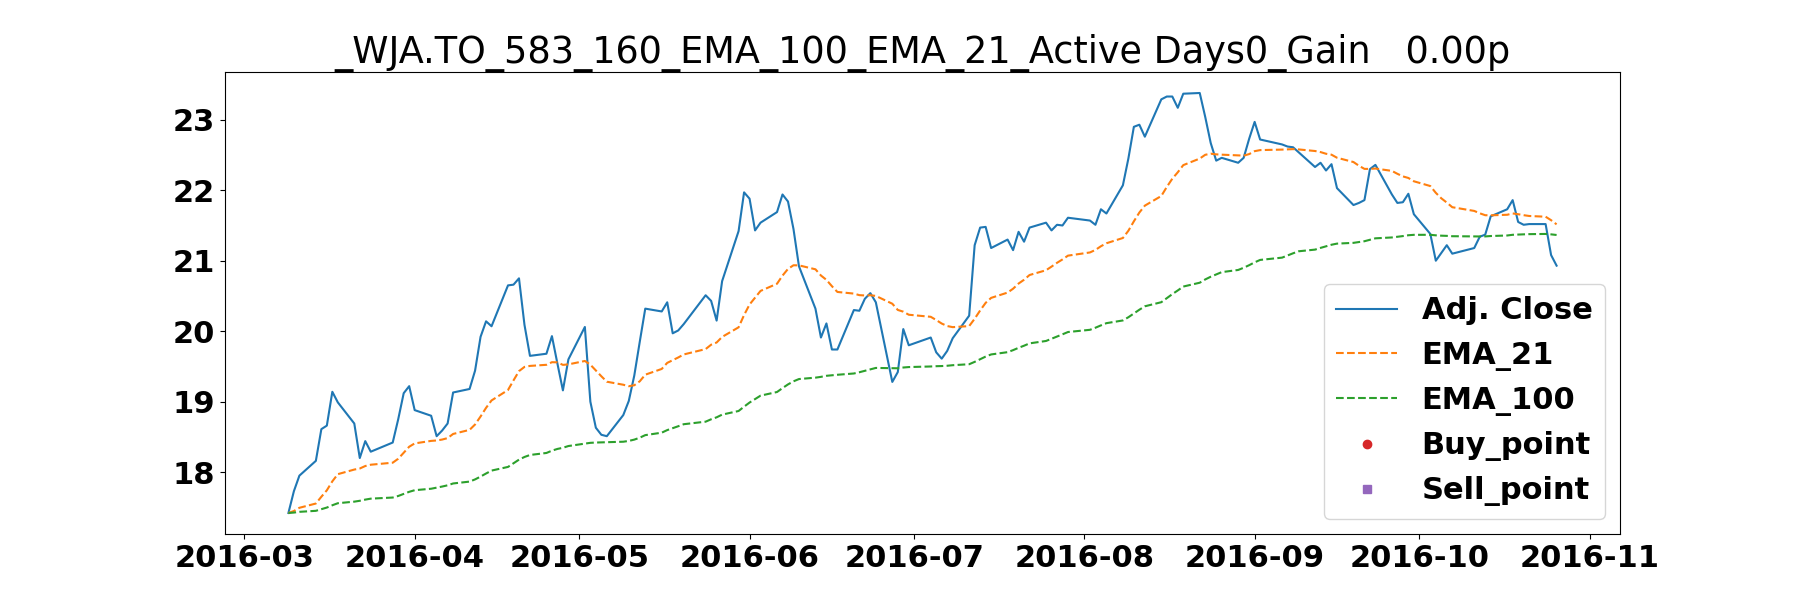 _WJA.TO_583_160_EMA_100_EMA_21_Active Days0_Gain   0.00p
23
22
21
20
19
18
Adj. Close
EMA_21
EMA_100
Buy_point
Sell_point
2016-03 2016-04 2016-05 2016-06 2016-07 2016-08 2016-09 2016-10 2016-11